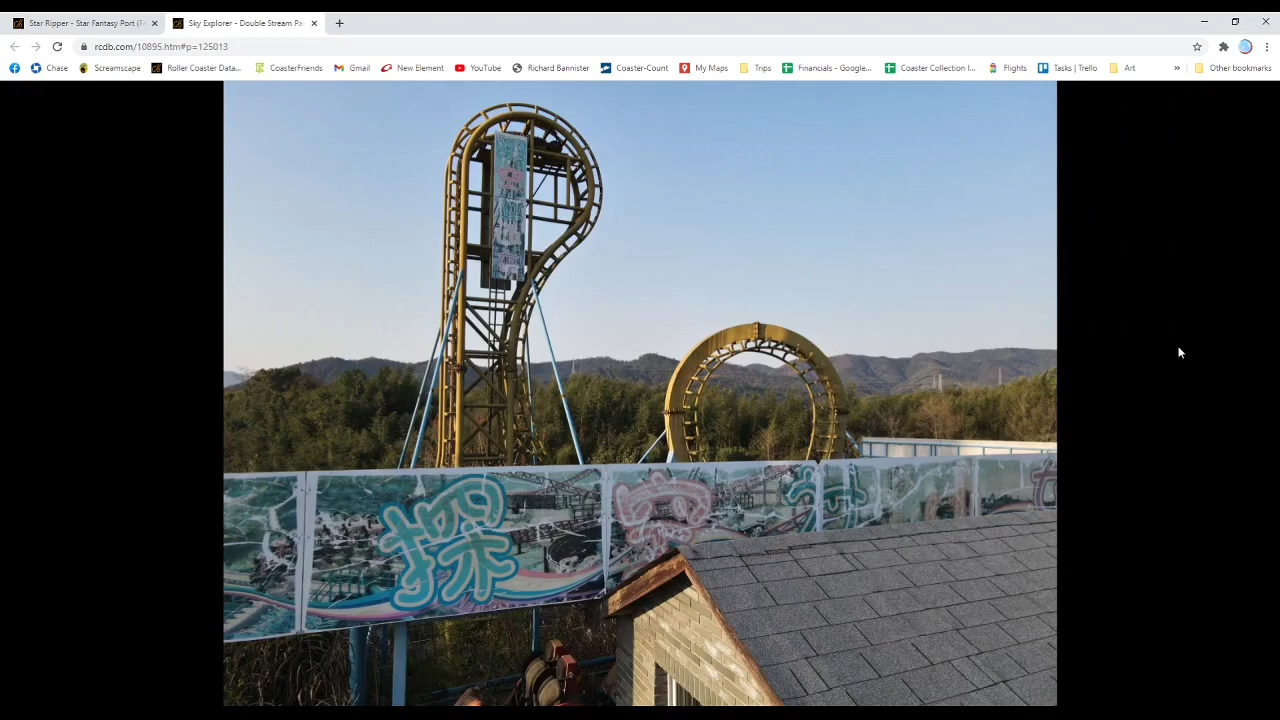 Star Ripper - Star Fantasy Port (
Sky Explorer - Double Stream Pa
rcdb.com/10895.htm#p=125013
Chase Screamscape Roller Coaster Data... CoasterFriends Gmail New Element YouTube Richard Bannister Coaster-Count My Maps Trips Financials - Google... Coaster Collection I... Flights Tasks | Trello Art » Other bookmarks
探